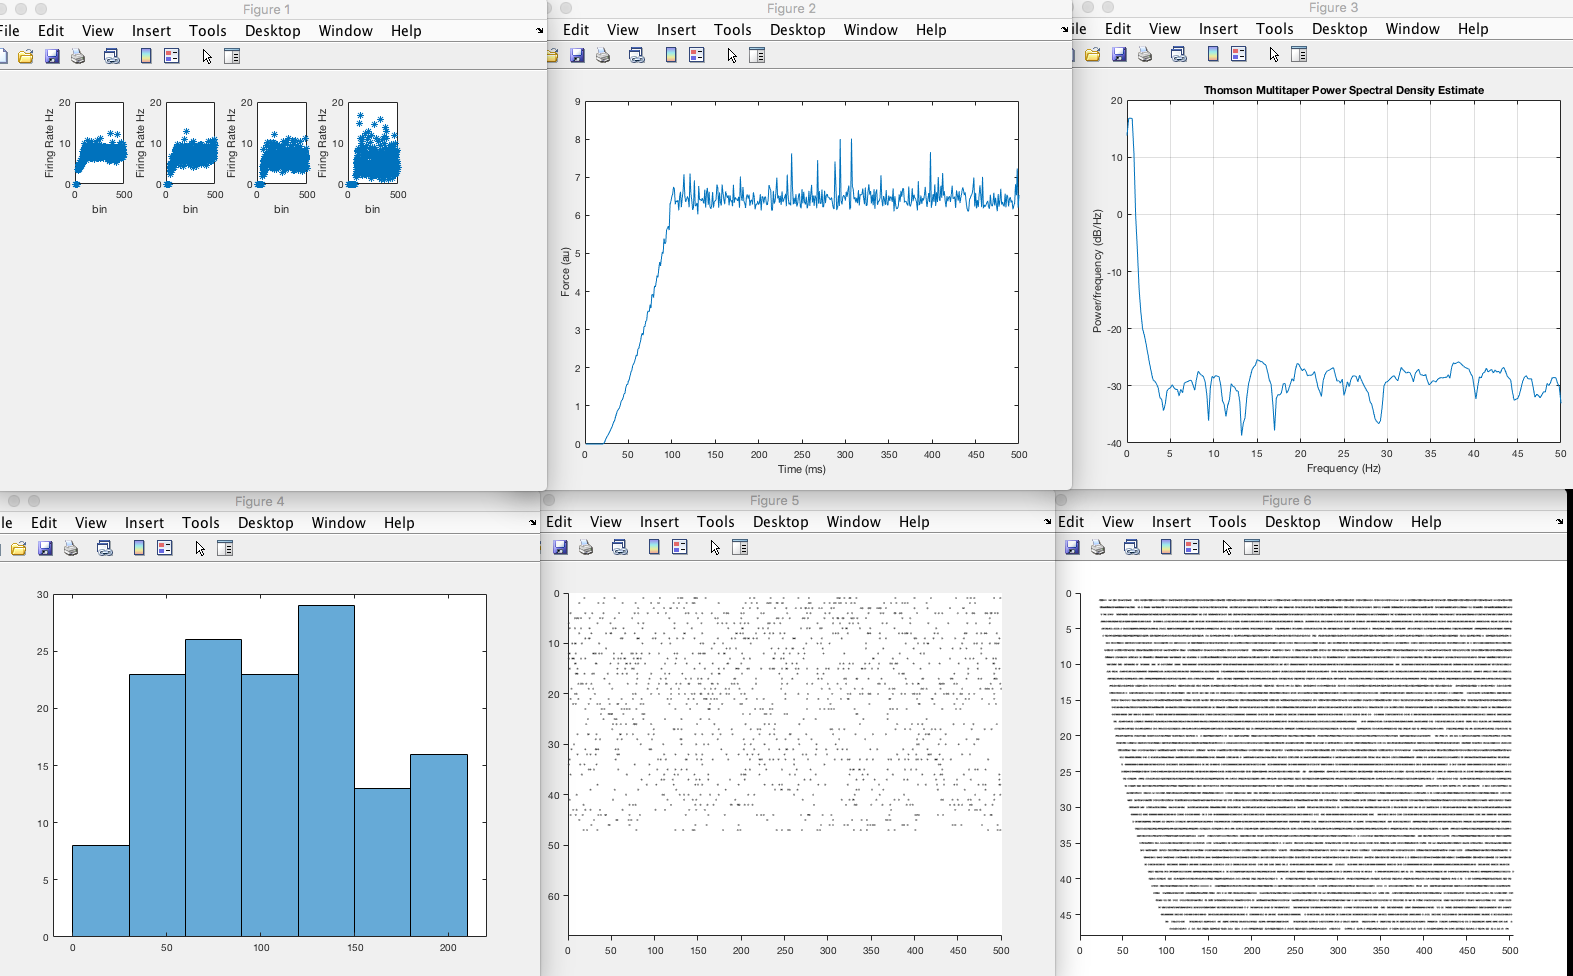 Figure 1
File Edit View Insert Tools Desktop Window Help
20 20 20 20
10 10 10 10
0 0 0 0
Firing Rate Hz Firing Rate Hz Firing Rate Hz Firing Rate Hz
0 500 0 500 0 500 0 500
bin bin bin bin
Figure 2
Edit View Insert Tools Desktop Window Help
9
8
7
6
5
4
3
2
1
0
Force (au)
0 50 100 150 200 250 300 350 400 450 500
Time (ms)
Figure 3
ile Edit View Insert Tools Desktop Window Help
Thomson Multitaper Power Spectral Density Estimate
20
10
0
-10
-20
-30
-40
Power/frequency (dB/Hz)
0 5 10 15 20 25 30 35 40 45 50
Frequency (Hz)
Figure 4
le Edit View Insert Tools Desktop Window Help
30
25
20
15
10
5
0
0 50 100 150 200
Figure 5
Edit View Insert Tools Desktop Window Help
0
10
20
30
40
50
60
0 50 100 150 200 250 300 350 400 450 500
Figure 6
Edit View Insert Tools Desktop Window Help
0
5
10
15
20
25
30
35
40
45
0 50 100 150 200 250 300 350 400 450 500